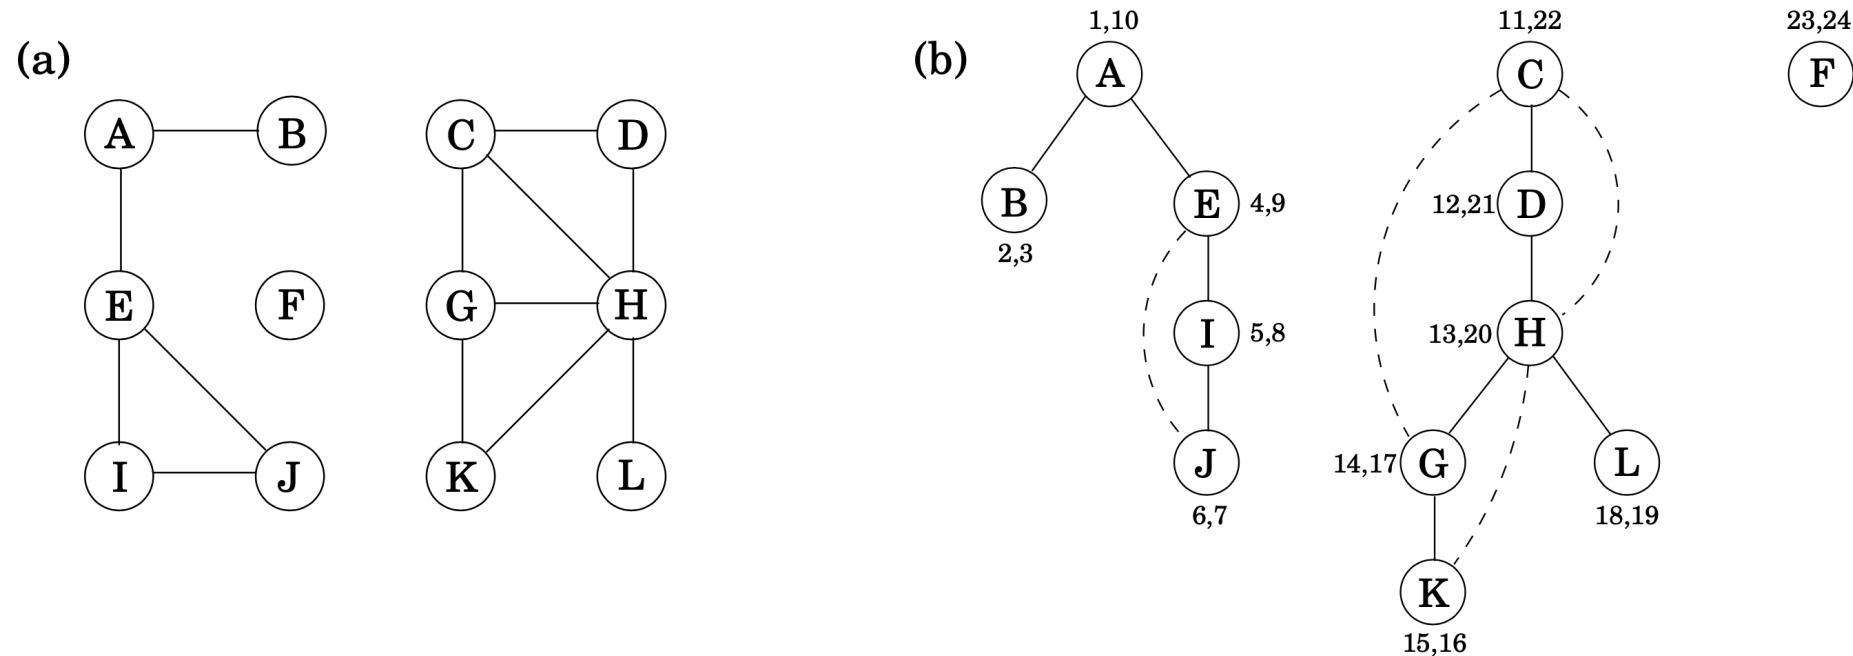 (a)
A B C D
E F G H
I J K L
(b)
1,10 11,22 23,24
A C F
B E 4,9 12,21 D
2,3
I 5,8 13,20 H
J 14,17 G L
6,7 18,19
K
15,16